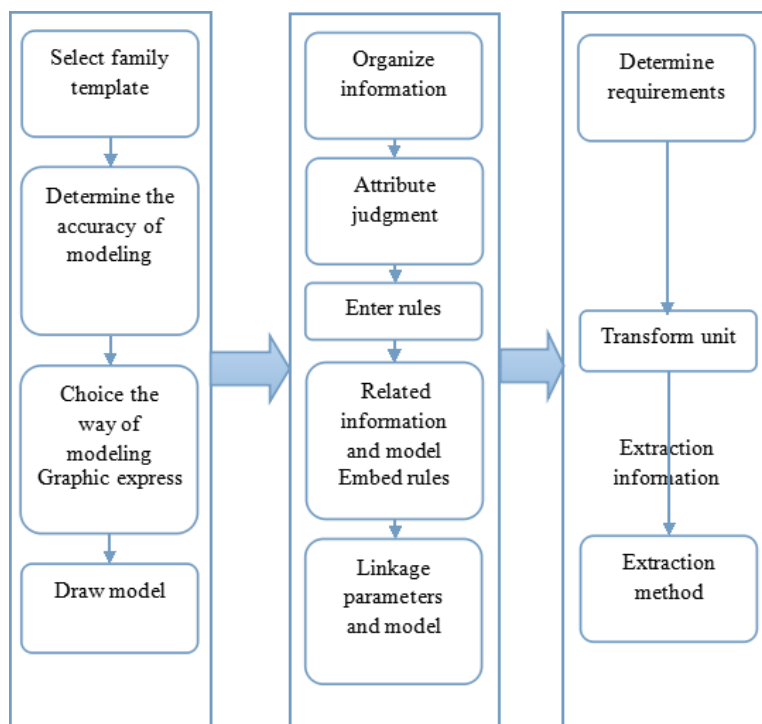 Select family
template
Determine the
accuracy of
modeling
Choice the
way of
modeling
Graphic express
Draw model
Organize
information
Attribute
judgment
Enter rules
Related
information
and model
Embed rules
Linkage
parameters
and model
Determine
requirements
Transform unit
Extraction
information
Extraction
method